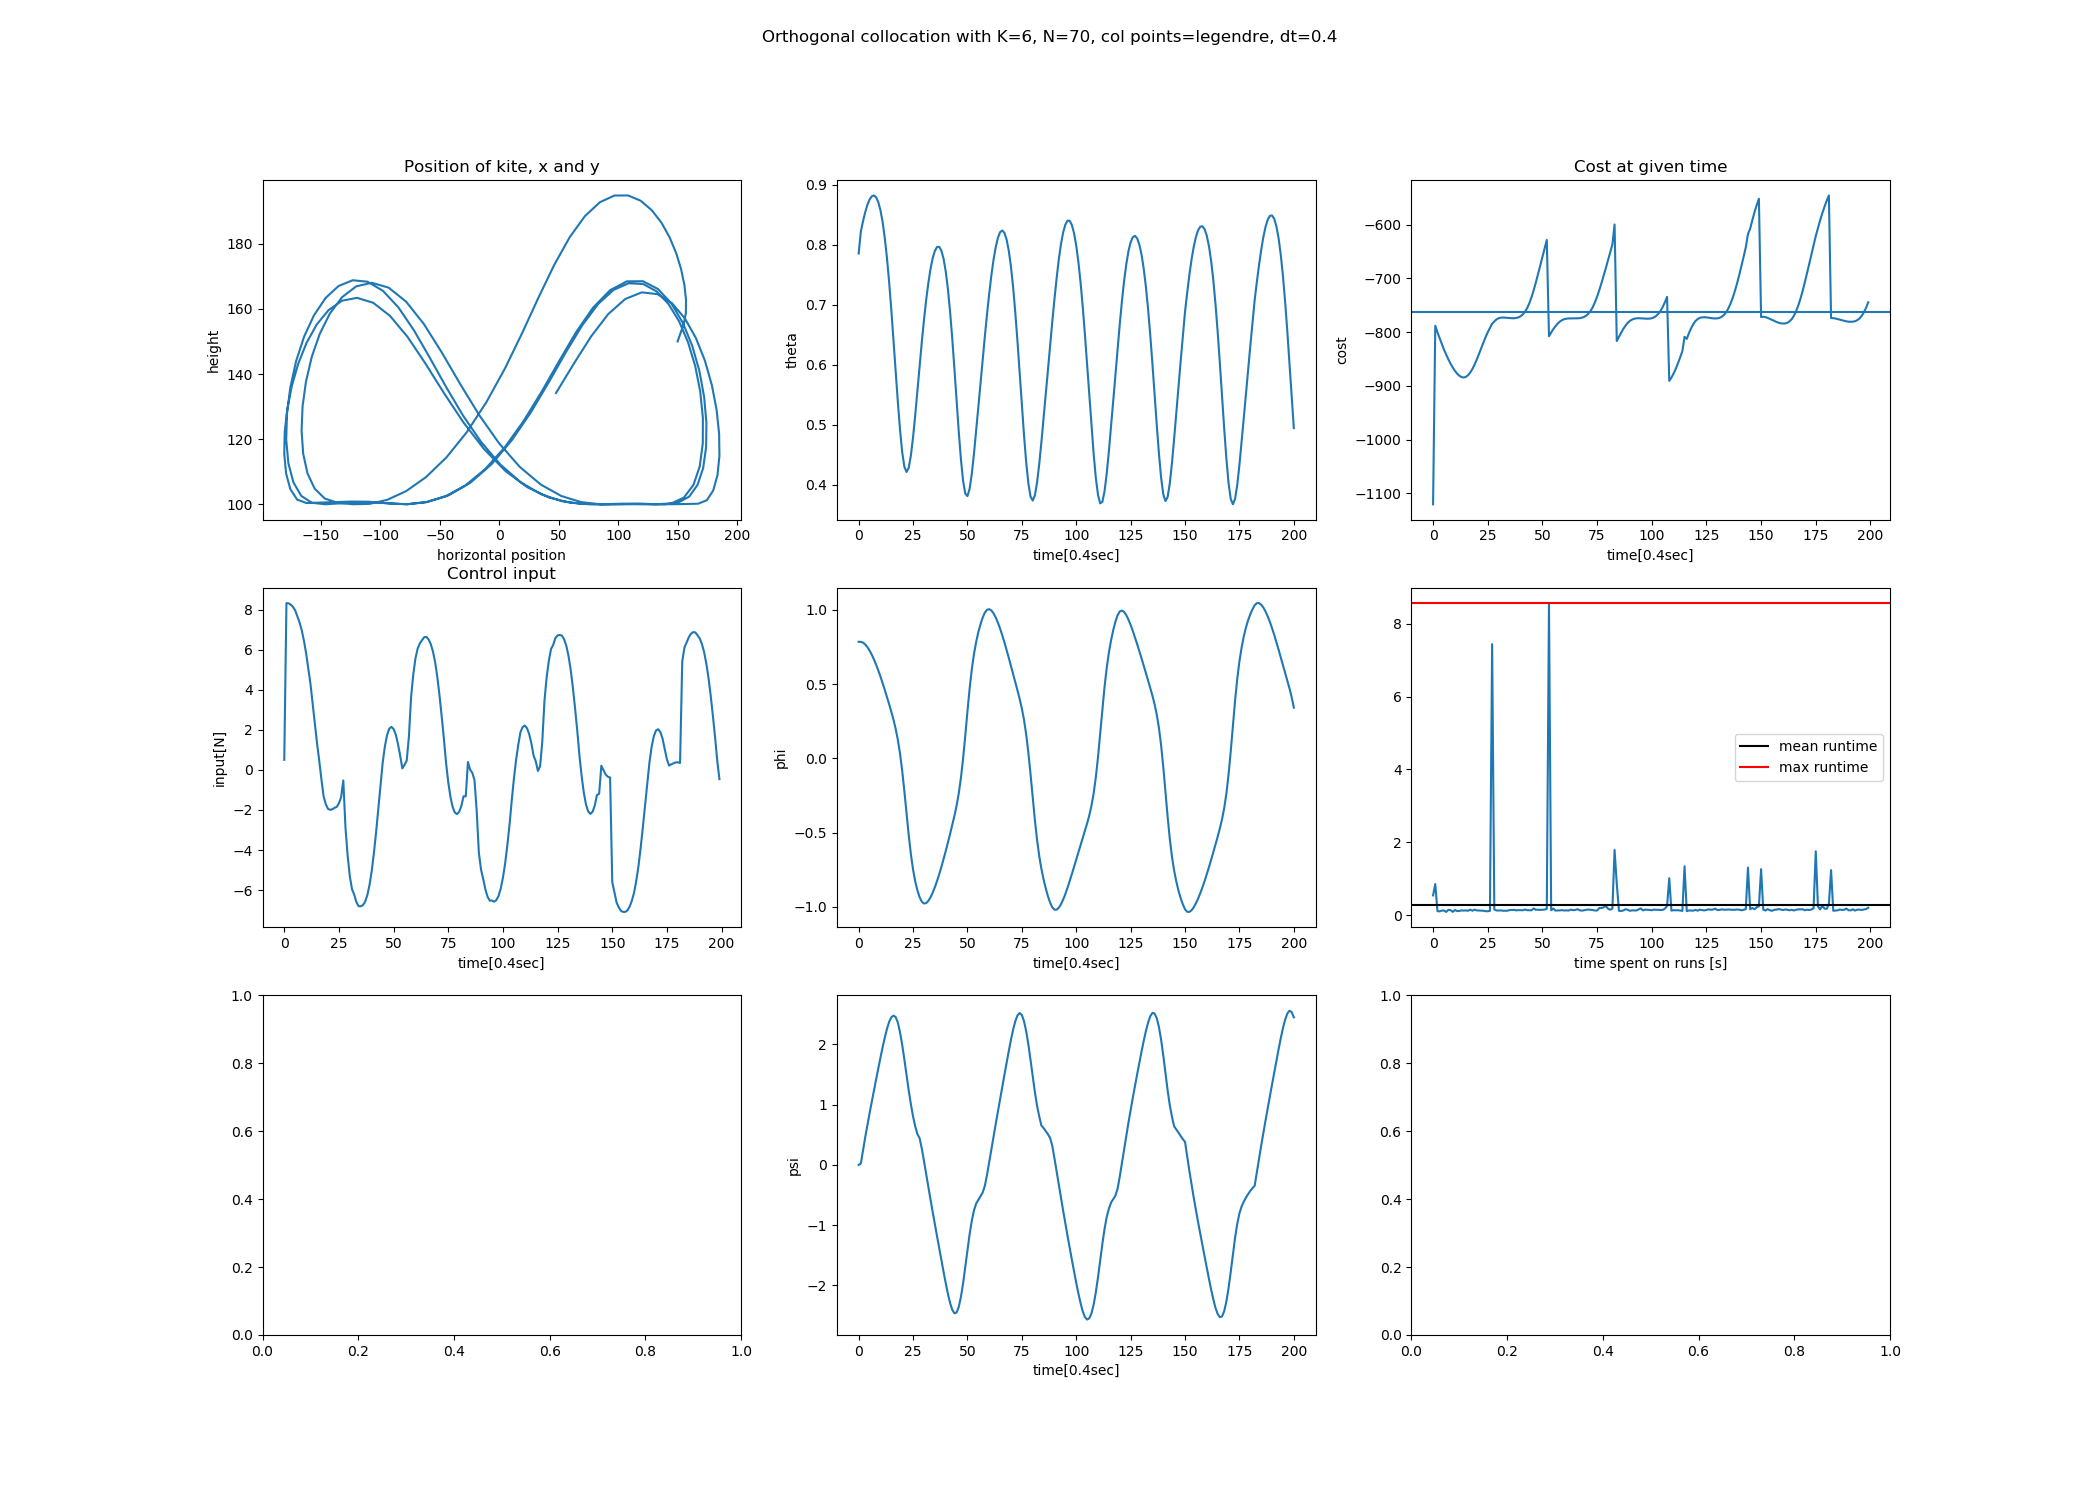 Orthogonal collocation with K=6, N=70, col points=legendre, dt=0.4
Position of kite, x and y
height
180
160
140
120
100
−150 −100 −50 0 50 100 150 200
horizontal position
theta
0.9
0.8
0.7
0.6
0.5
0.4
0 25 50 75 100 125 150 175 200
time[0.4sec]
Cost at given time
cost
−600
−700
−800
−900
−1000
−1100
0 25 50 75 100 125 150 175 200
time[0.4sec]
Control input
input[N]
8
6
4
2
0
−2
−4
−6
0 25 50 75 100 125 150 175 200
time[0.4sec]
phi
1.0
0.5
0.0
−0.5
−1.0
0 25 50 75 100 125 150 175 200
time[0.4sec]
8
6
4
2
0
mean runtime
max runtime
0 25 50 75 100 125 150 175 200
time spent on runs [s]
1.0
0.8
0.6
0.4
0.2
0.0
0.0 0.2 0.4 0.6 0.8 1.0
psi
2
1
0
−1
−2
0 25 50 75 100 125 150 175 200
time[0.4sec]
1.0
0.8
0.6
0.4
0.2
0.0
0.0 0.2 0.4 0.6 0.8 1.0